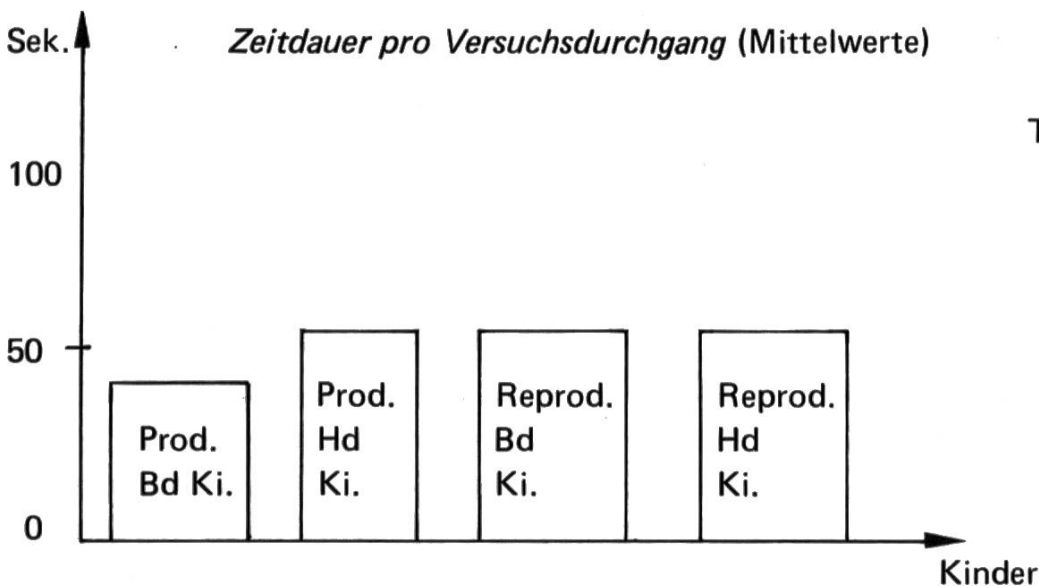 Sek.
Zeitdauer pro Versuchsdurchgang (Mittelwerte)
T
100
50
Prod.
Bd Ki.
Prod.
Hd
Ki.
Reprod.
Bd
Ki.
Reprod.
Hd
Ki.
0
Kinder